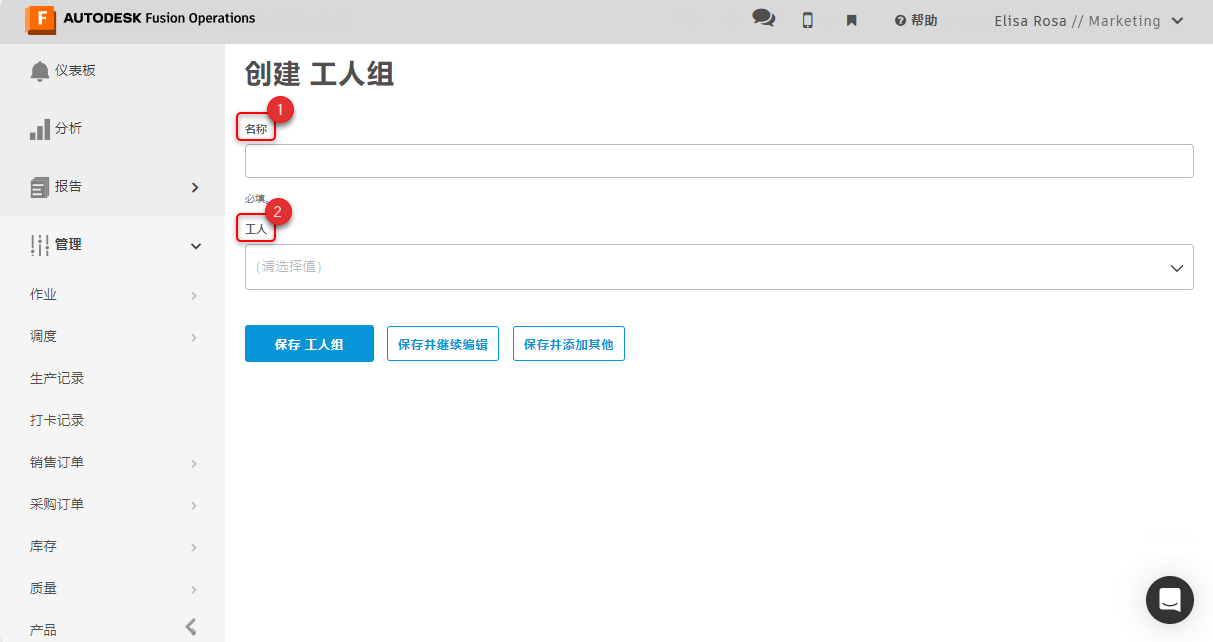 F AUTODESK Fusion Operations
帮助
Elisa Rosa // Marketing
仪表板
分析
报告
管理
作业
调度
生产记录
打卡记录
销售订单
采购订单
库存
质量
产品
创建 工人组
1
名称
必填。
2
工人
(请选择值)
保存 工人组
保存并继续编辑
保存并添加其他